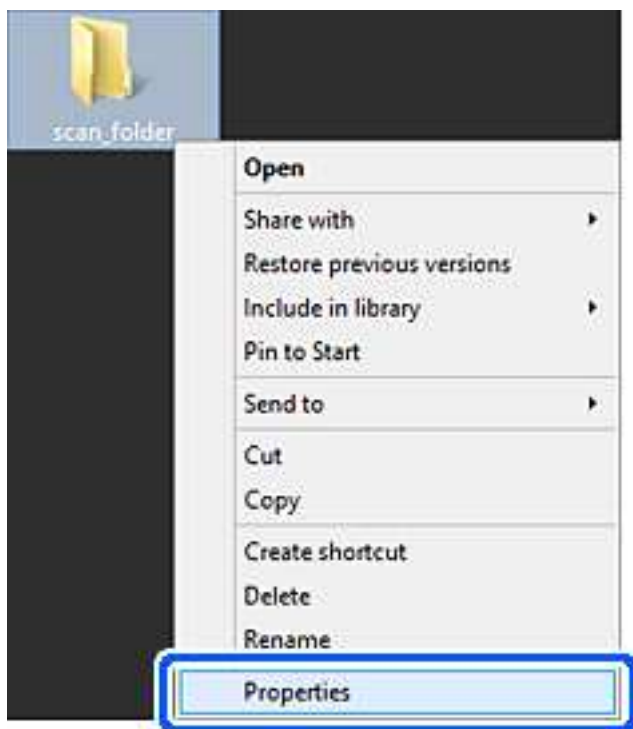 scan_folder
Open
Share with
Restore previous versions
Include in library
Pin to Start
Send to
Cut
Copy
Create shortcut
Delete
Rename
Properties